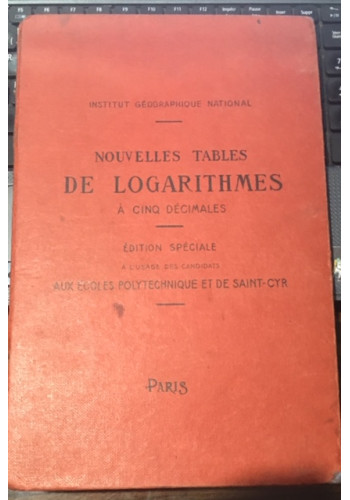 INSTITUT GÉOGRAPHIQUE NATIONAL
NOUVELLES TABLES
DE LOGARITHMES
À CINQ DÉCIMALES
ÉDITION SPÉCIALE
A L'USAGE DES CANDIDATS
AUX ÉCOLES POLYTECHNIQUE ET DE SAINT-CYR
PARIS